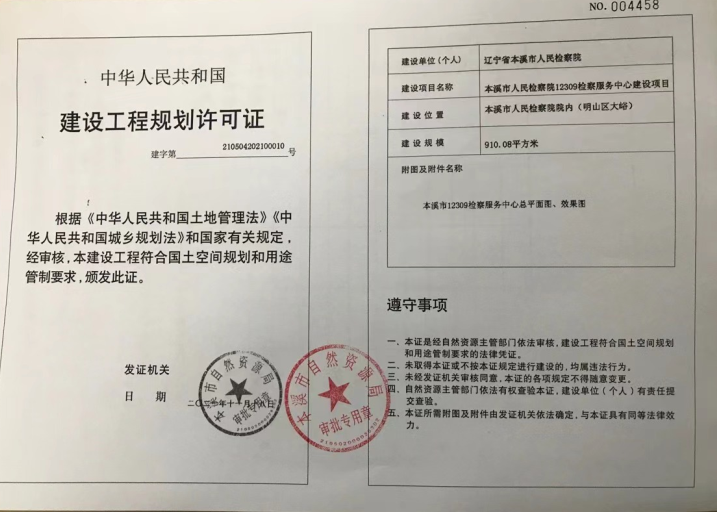 NO. 004458
中华人民共和国
建设工程规划许可证
建字第 210504202100010 号
根据《中华人民共和国土地管理法》《中
华人民共和国城乡规划法》和国家有关规定，
经审核，本建设工程符合国土空间规划和用途
管制要求，颁发此证。
发证机关
日 期
本溪市自然资源局
审批专用章
本溪市自然资源局
审批专用章
建设单位(个人) 辽宁省本溪市人民检察院
建设项目名称 本溪市人民检察院12309检察服务中心建设项目
建设位置 本溪市人民检察院院内（明山区大峪）
建设规模 910.08平方米
附图及附件名称
本溪市12309检察服务中心总平面图、效果图
遵守事项
一、本证是经自然资源主管部门依法审核，建设工程符合国土空间规划
和用途管制要求的法律凭证。
二、未取得本证或不按本证规定进行建设的，均属违法行为。
三、未经发证机关审核同意，本证的各项规定不得随意变更。
四、自然资源主管部门依法有权查验本证，建设单位（个人）有责任提
交查验。
五、本证所需附图及附件由发证机关依法确定，与本证具有同等法律效
力。